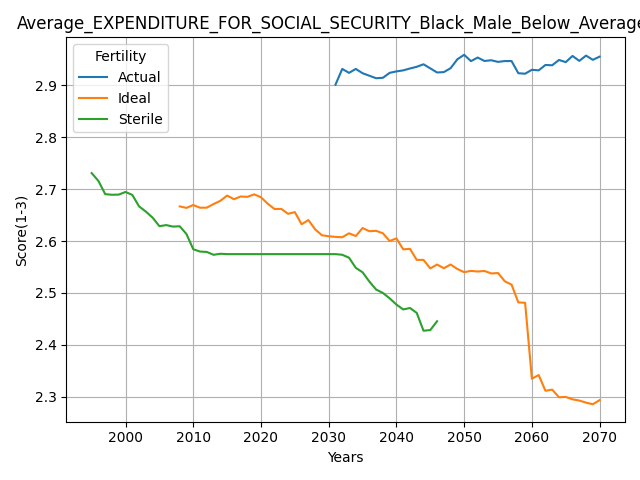 Average_EXPENDITURE_FOR_SOCIAL_SECURITY_Black_Male_Below_Average
Fertility
Actual
Ideal
Sterile
Score(1-3)
2.9
2.8
2.7
2.6
2.5
2.4
2.3
2000 2010 2020 2030 2040 2050 2060 2070
Years